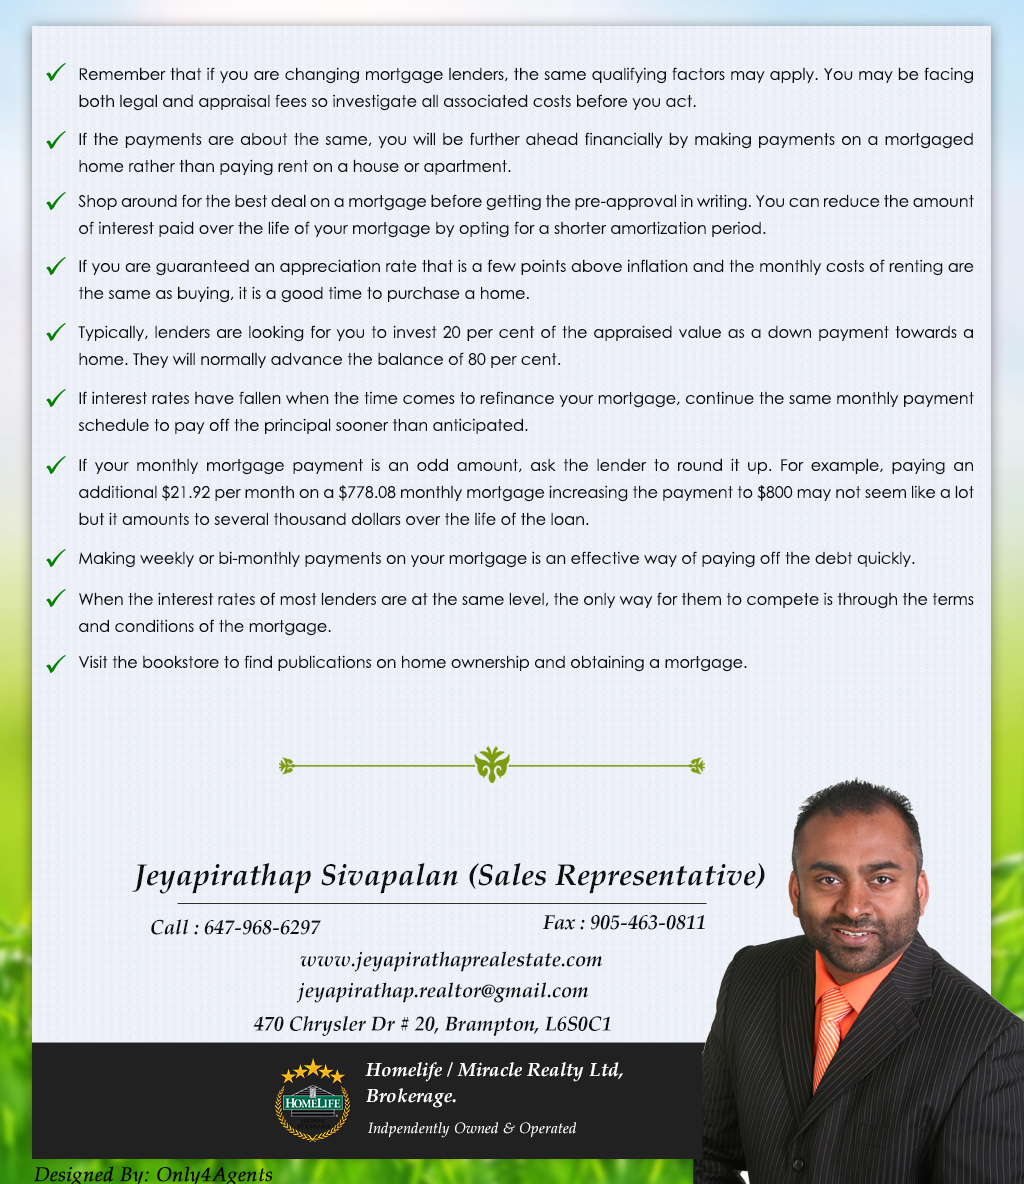 Remember that if you are changing mortgage lenders, the same qualifying factors may apply. You may be facing
both legal and appraisal fees so investigate all associated costs before you act.
If the payments are about the same, you will be further ahead financially by making payments on a mortgaged
home rather than paying rent on a house or apartment.
Shop around for the best deal on a mortgage before getting the pre-approval in writing. You can reduce the amount
of interest paid over the life of your mortgage by opting for a shorter amortization period.
If you are guaranteed an appreciation rate that is a few points above inflation and the monthly costs of renting are
the same as buying, it is a good time to purchase a home.
Typically, lenders are looking for you to invest 20 per cent of the appraised value as a down payment towards a
home. They will normally advance the balance of 80 per cent.
If interest rates have fallen when the time comes to refinance your mortgage, continue the same monthly payment
schedule to pay off the principal sooner than anticipated.
If your monthly mortgage payment is an odd amount, ask the lender to round it up. For example, paying an
additional $21.92 per month on a $778.08 monthly mortgage increasing the payment to $800 may not seem like a lot
but it amounts to several thousand dollars over the life of the loan.
Making weekly or bi-monthly payments on your mortgage is an effective way of paying off the debt quickly.
When the interest rates of most lenders are at the same level, the only way for them to compete is through the terms
and conditions of the mortgage.
Visit the bookstore to find publications on home ownership and obtaining a mortgage.
Jeyapirathap Sivapalan (Sales Representative)
Call : 647-968-6297
Fax : 905-463-0811
www.jeyapirathaprealestate.com
jeyapirathap.realtor@gmail.com
470 Chrysler Dr # 20, Brampton, L6S0C1
HOMELIFE
Homelife / Miracle Realty Ltd,
Brokerage.
Indpendently Owned & Operated
Designed By: Only4Agents